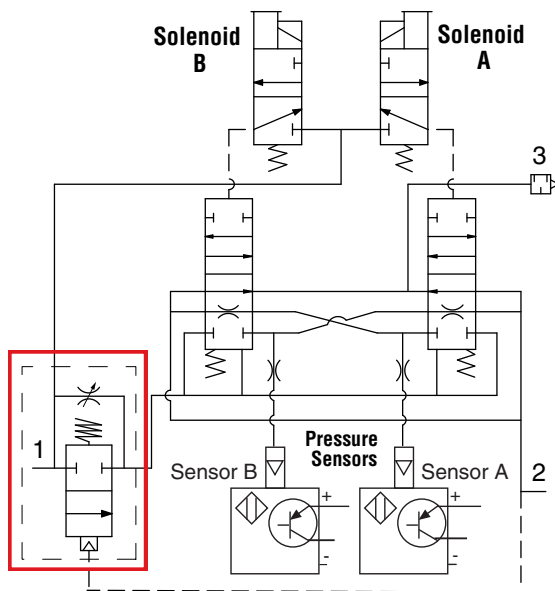 Solenoid
B
Solenoid
A
3
1
Pressure
Sensors
Sensor B
Sensor A
2
+
-
+
-